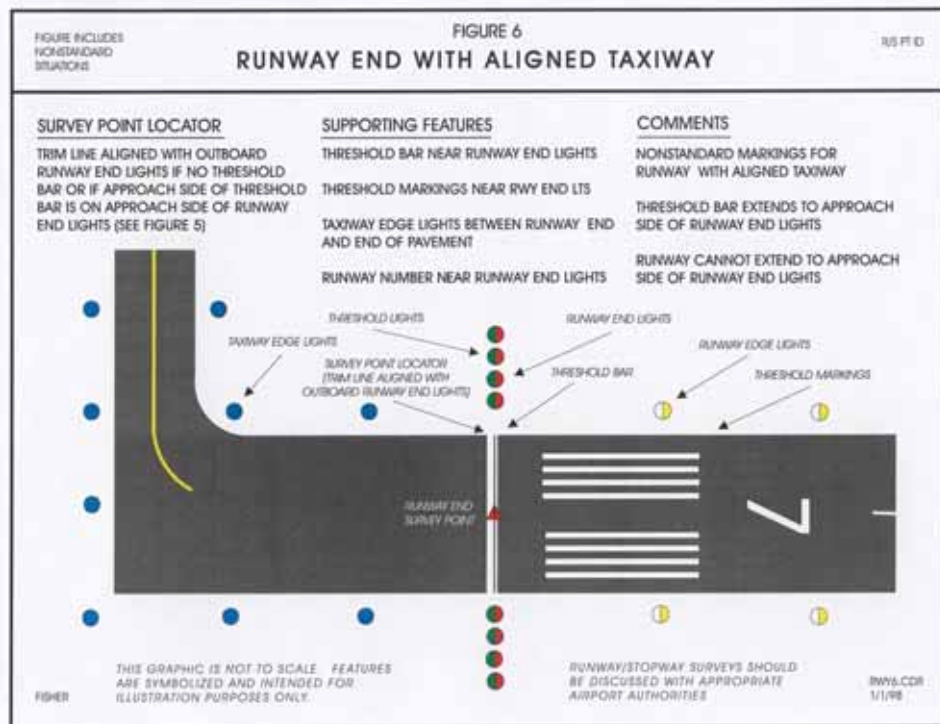 FIGURE INCLUDES
NONSTANDARD
SITUATIONS
FIGURE 6
RUNWAY END WITH ALIGNED TAXIWAY
R/S PT ID
SURVEY POINT LOCATOR
TRIM LINE ALIGNED WITH OUTBOARD
RUNWAY END LIGHTS IF NO THRESHOLD
BAR OR IF APPROACH SIDE OF THRESHOLD
BAR IS ON APPROACH SIDE OF RUNWAY
END LIGHTS (SEE FIGURE 5)
SUPPORTING FEATURES
THRESHOLD BAR NEAR RUNWAY END LIGHTS
THRESHOLD MARKINGS NEAR RWY END LTS
TAXIWAY EDGE LIGHTS BETWEEN RUNWAY END
AND END OF PAVEMENT
RUNWAY NUMBER NEAR RUNWAY END LIGHTS
COMMENTS
NONSTANDARD MARKINGS FOR
RUNWAY WITH ALIGNED TAXIWAY
THRESHOLD BAR EXTENDS TO APPROACH
SIDE OF RUNWAY END LIGHTS
RUNWAY CANNOT EXTEND TO APPROACH
SIDE OF RUNWAY END LIGHTS
THRESHOLD LIGHTS
RUNWAY END LIGHTS
TAXIWAY EDGE LIGHTS
RUNWAY EDGE LIGHTS
SURVEY POINT LOCATOR
(TRIM LINE ALIGNED WITH
OUTBOARD RUNWAY END LIGHTS)
THRESHOLD BAR
THRESHOLD MARKINGS
RUNWAY END
SURVEY POINT
7
THIS GRAPHIC IS NOT TO SCALE. FEATURES
ARE SYMBOLIZED AND INTENDED FOR
ILLUSTRATION PURPOSES ONLY.
RUNWAY/STOPWAY SURVEYS SHOULD
BE DISCUSSED WITH APPROPRIATE
AIRPORT AUTHORITIES
FISHER
RWY6.CDR
1/1/98